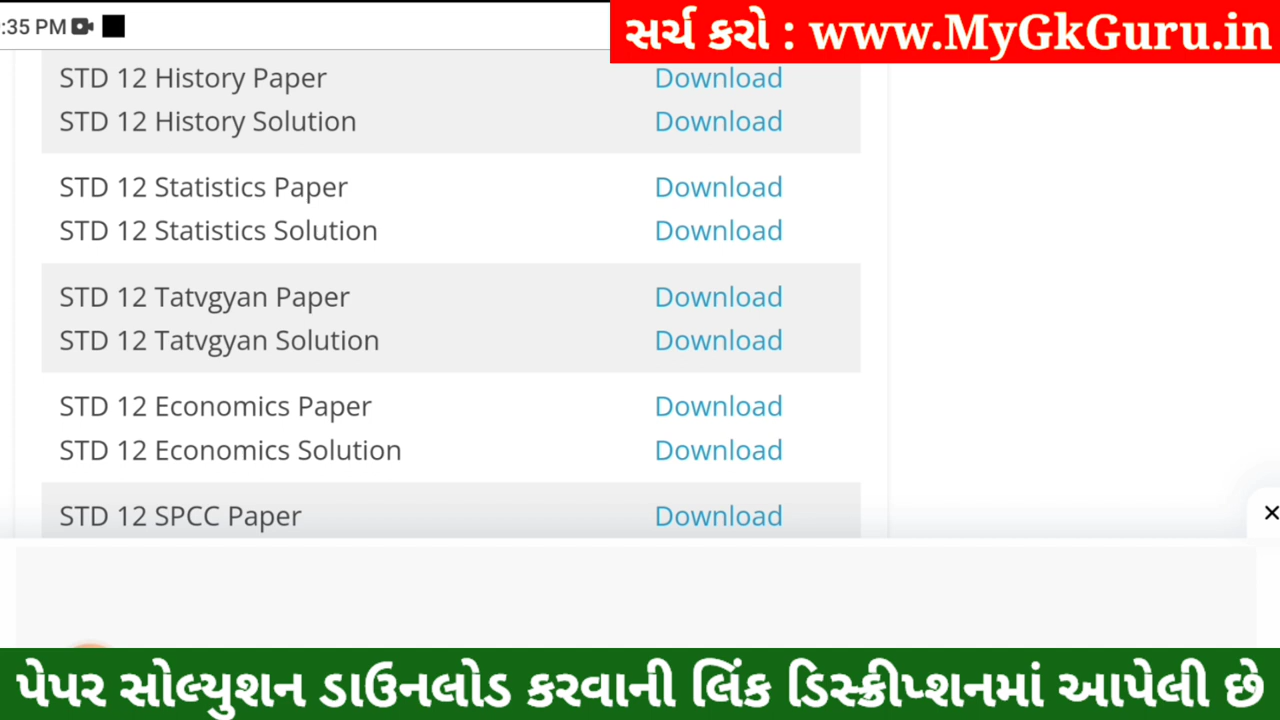 :35 PM
સર્ચ કરો : www.MyGkGuru.in
STD 12 History Paper Download
STD 12 History Solution Download
STD 12 Statistics Paper Download
STD 12 Statistics Solution Download
STD 12 Tatvgyan Paper Download
STD 12 Tatvgyan Solution Download
STD 12 Economics Paper Download
STD 12 Economics Solution Download
STD 12 SPCC Paper Download
પેપર સોલ્યુશન ડાઉનલોડ કરવાની લિંક ડિસ્ક્રીપ્શનમાં આપેલી છે